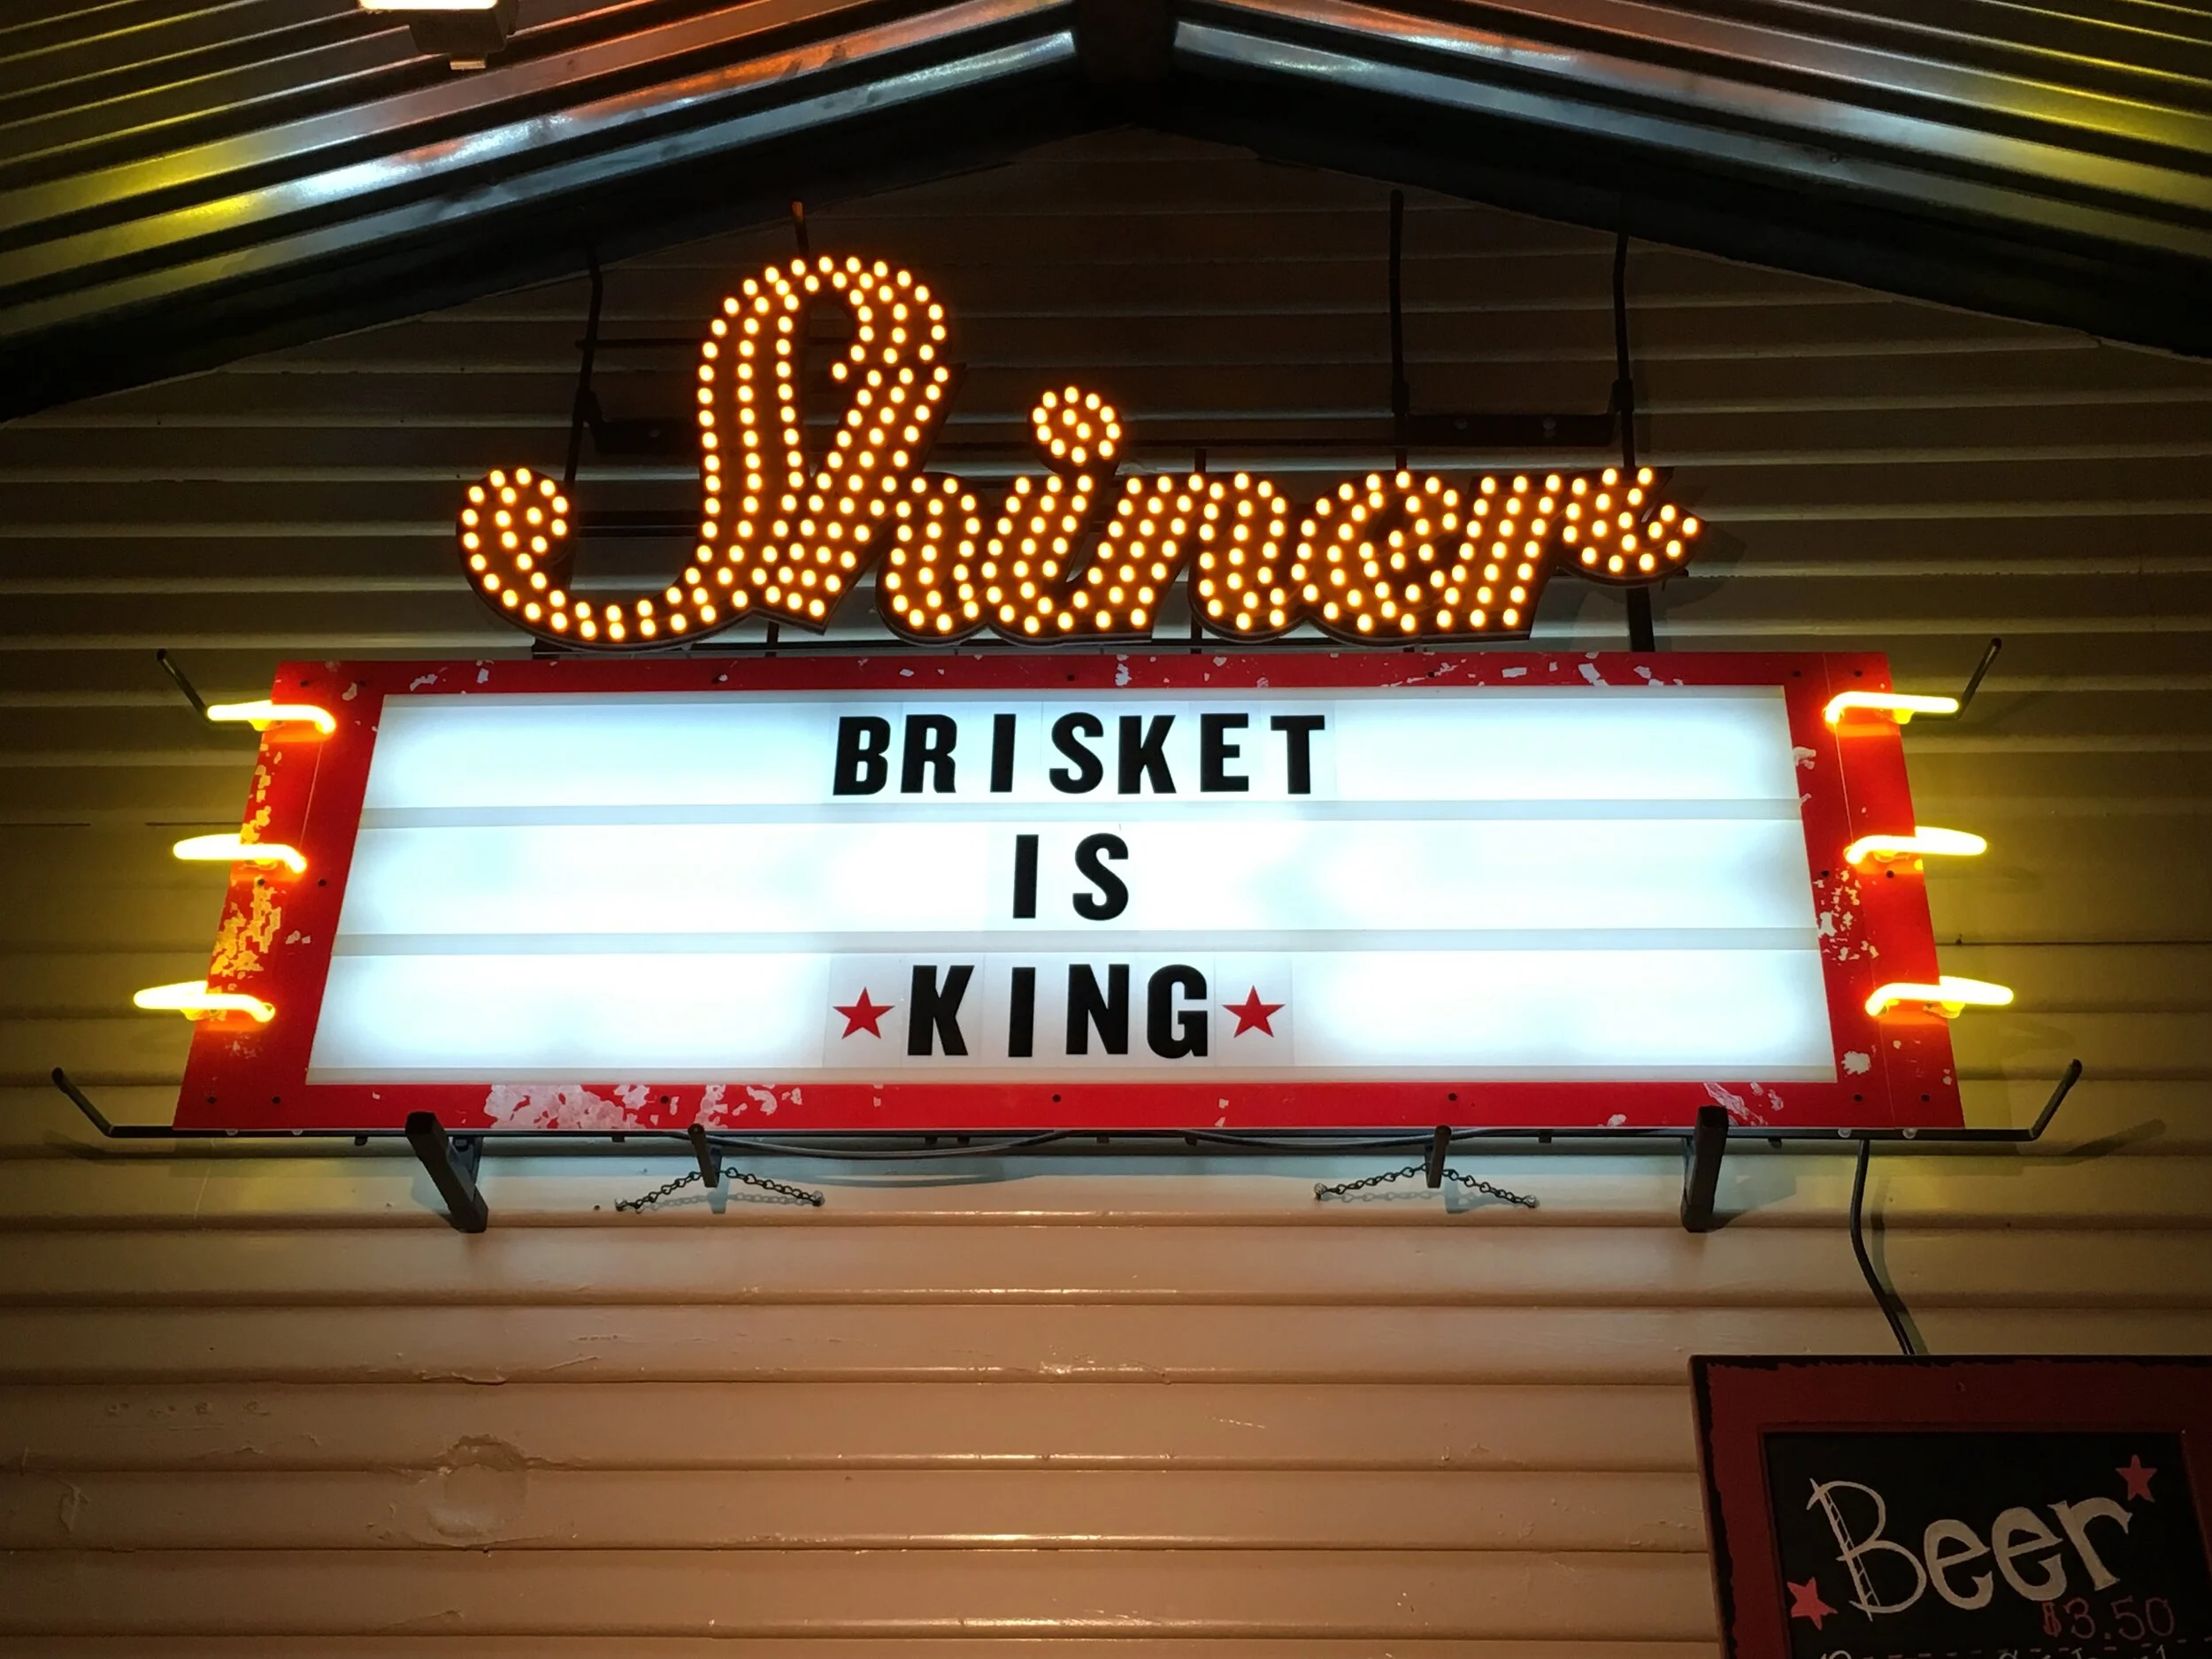 Shiner
BRISKET
IS
★KING★
Beer
$3.50